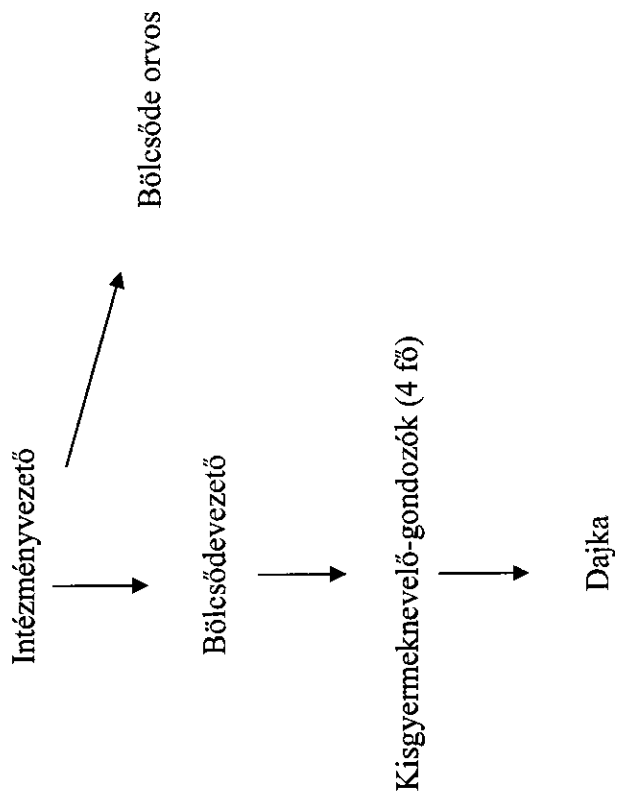 Intézményvezető
Bölcsőde orvos
Bölcsődevezető
Kisgyermeknevelő-gondozók (4 fő)
Dajka